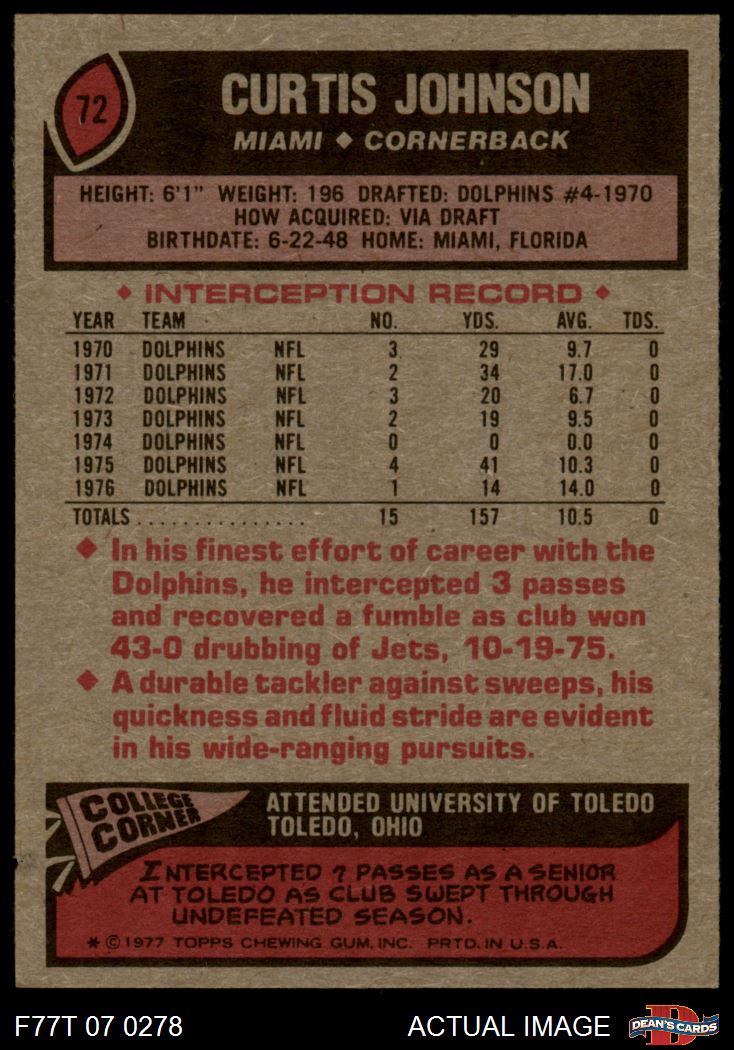 72
CURTIS JOHNSON
MIAMI ◆ CORNERBACK
HEIGHT: 6'1" WEIGHT: 196 DRAFTED: DOLPHINS #4-1970
HOW ACQUIRED: VIA DRAFT
BIRTHDATE: 6-22-48 HOME: MIAMI, FLORIDA
◆ INTERCEPTION RECORD ◆
YEAR TEAM NO. YDS. AVG. TDS.
1970 DOLPHINS NFL 3 29 9.7 0
1971 DOLPHINS NFL 2 34 17.0 0
1972 DOLPHINS NFL 3 20 6.7 0
1973 DOLPHINS NFL 2 19 9.5 0
1974 DOLPHINS NFL 0 0 0.0 0
1975 DOLPHINS NFL 4 41 10.3 0
1976 DOLPHINS NFL 1 14 14.0 0
TOTALS............... 15 157 10.5 0
◆ In his finest effort of career with the
Dolphins, he intercepted 3 passes
and recovered a fumble as club won
43-0 drubbing of Jets, 10-19-75.
◆ A durable tackler against sweeps, his
quickness and fluid stride are evident
in his wide-ranging pursuits.
COLLEGE
CORNER
ATTENDED UNIVERSITY OF TOLEDO
TOLEDO, OHIO
INTERCEPTED 7 PASSES AS A SENIOR
AT TOLEDO AS CLUB SWEPT THROUGH
UNDEFEATED SEASON.
* © 1977 TOPPS CHEWING GUM, INC. PRTD. IN U.S.A.
F77T 07 0278
ACTUAL IMAGE
D
DEAN'S CARDS